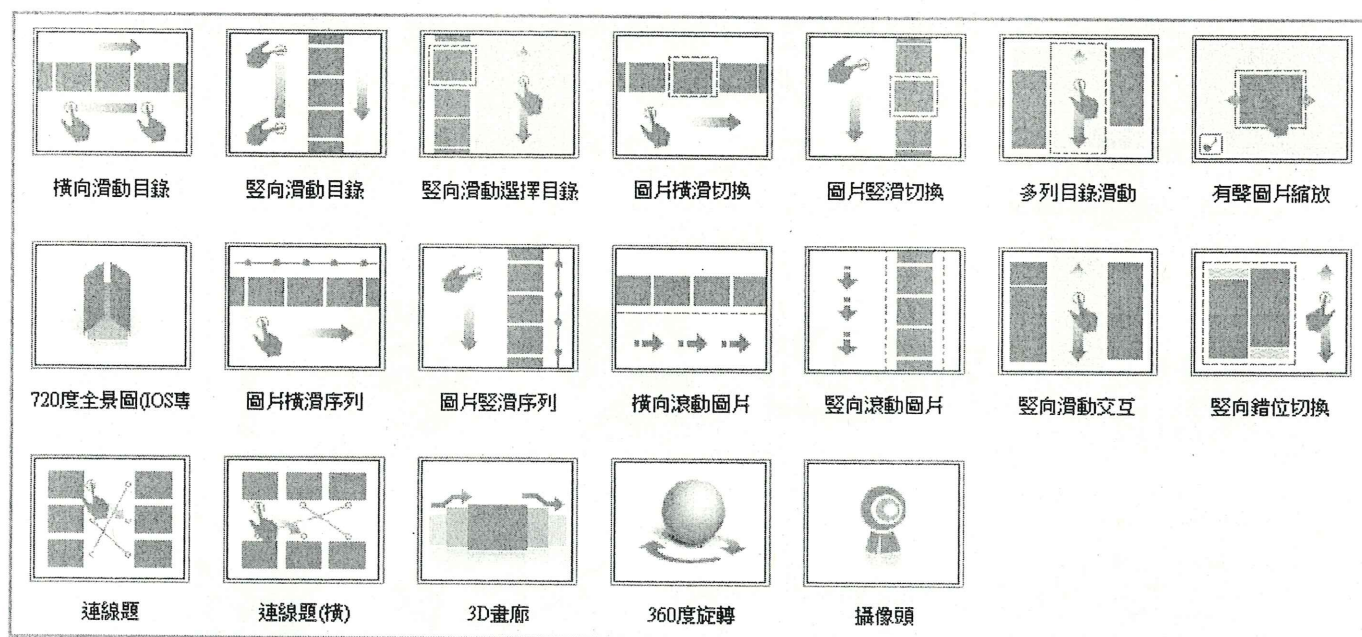 橫向滑動目錄 豎向滑動目錄 豎向滑動選擇目錄 圖片橫滑切換 圖片豎滑切換 多列目錄滑動 有聲圖片縮放
720度全景圖(IOS專 圖片橫滑序列 圖片豎滑序列 橫向滾動圖片 豎向滾動圖片 豎向滑動交互 豎向錯位切換
連線題 連線題(橫) 3D畫廊 360度旋轉 攝像頭